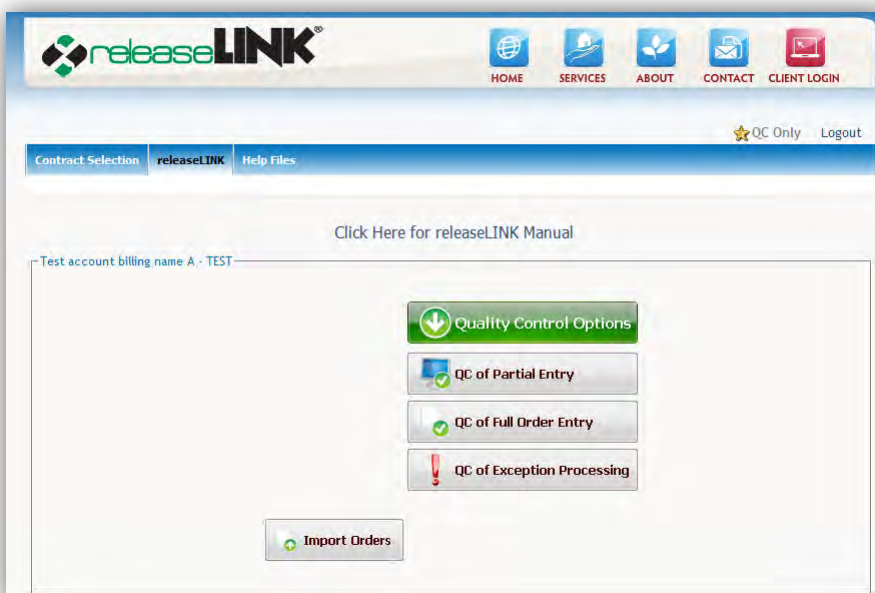 releaseLINK®
HOME SERVICES ABOUT CONTACT CLIENT LOGIN
QC Only Logout
Contract Selection releaseLINK Help Files
Click Here for releaseLINK Manual
Test account billing name A - TEST
Quality Control Options
QC of Partial Entry
QC of Full Order Entry
QC of Exception Processing
Import Orders